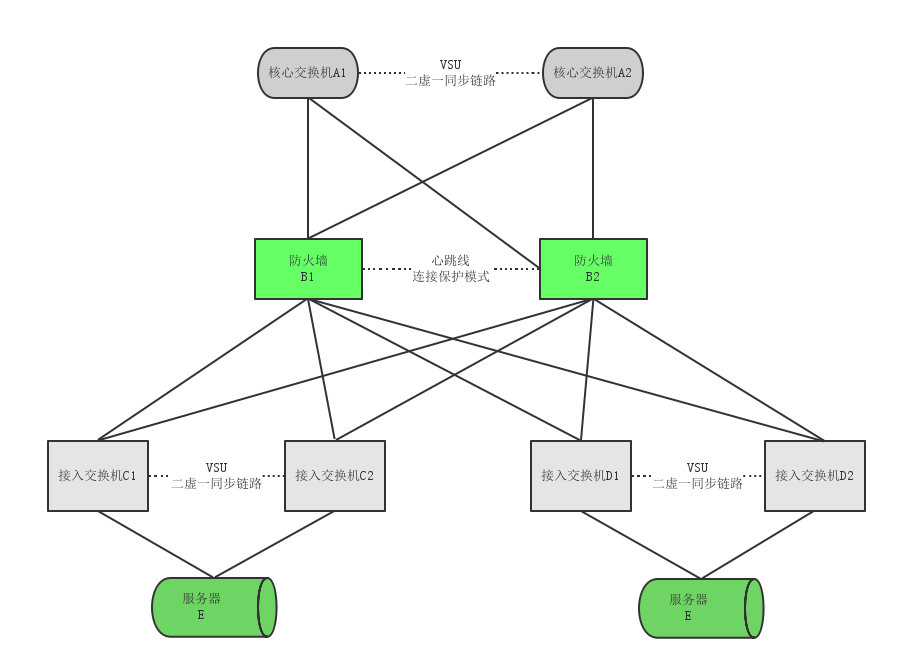 核心交换机A1
VSU
二虚一同步链路
核心交换机A2
防火墙
B1
心跳线
连接保护模式
防火墙
B2
接入交换机C1
VSU
二虚一同步链路
接入交换机C2
接入交换机D1
VSU
二虚一同步链路
接入交换机D2
服务器
E
服务器
E